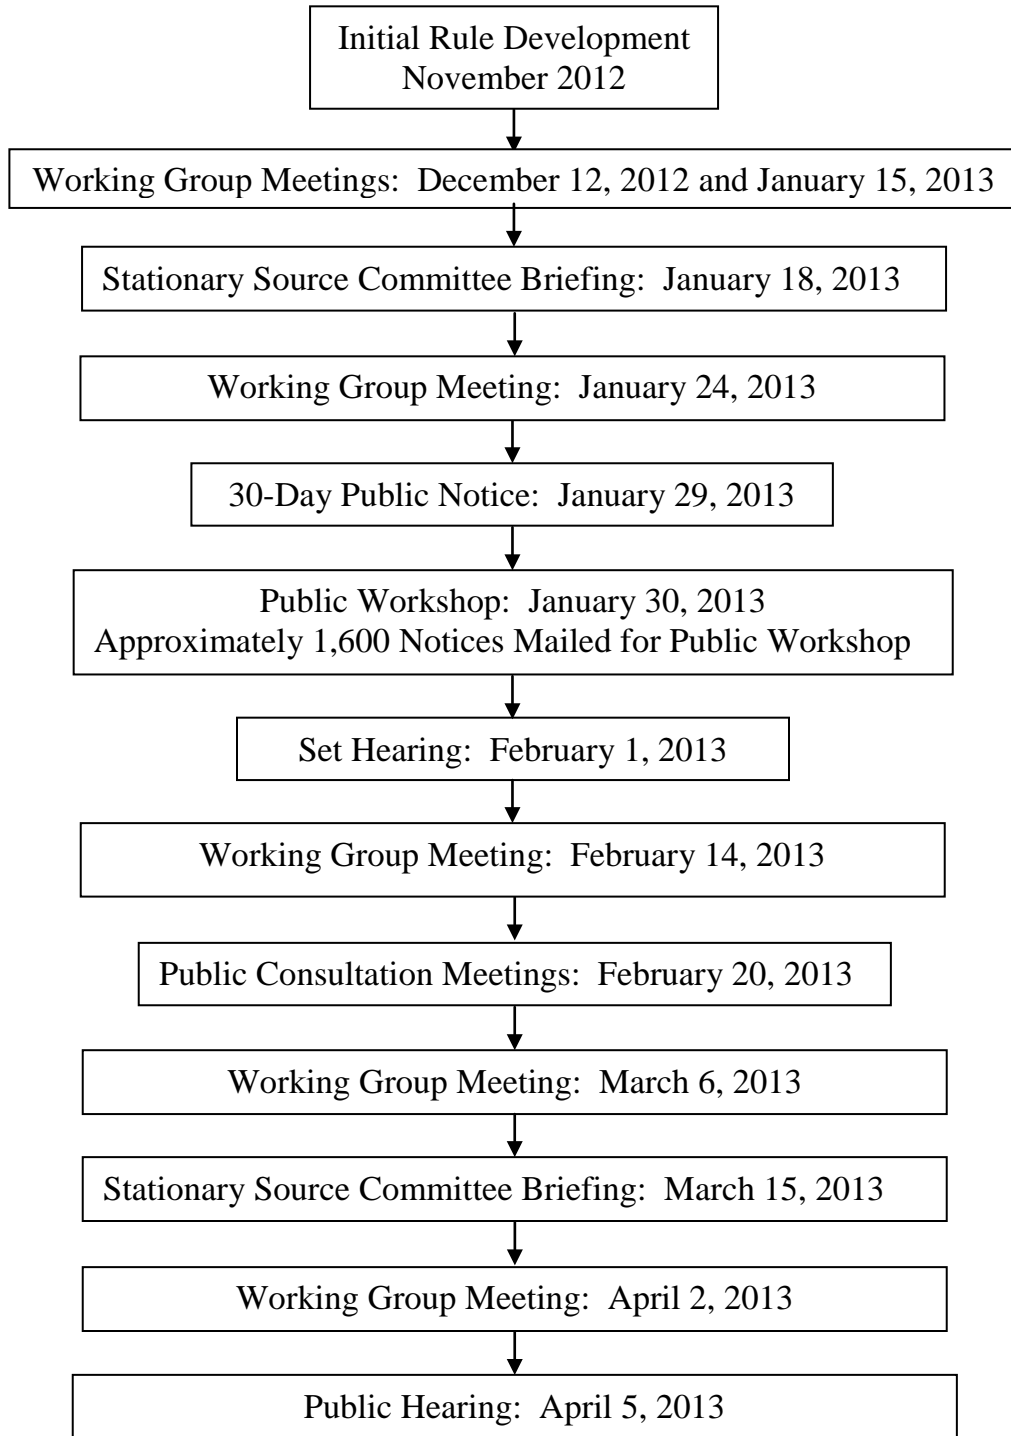 Initial Rule Development
November 2012
Working Group Meetings:  December 12, 2012 and January 15, 2013
Stationary Source Committee Briefing:  January 18, 2013
Working Group Meeting:  January 24, 2013
30-Day Public Notice:  January 29, 2013
Public Workshop:  January 30, 2013
Approximately 1,600 Notices Mailed for Public Workshop
Set Hearing:  February 1, 2013
Working Group Meeting:  February 14, 2013
Public Consultation Meetings:  February 20, 2013
Working Group Meeting:  March 6, 2013
Stationary Source Committee Briefing:  March 15, 2013
Working Group Meeting:  April 2, 2013
Public Hearing:  April 5, 2013